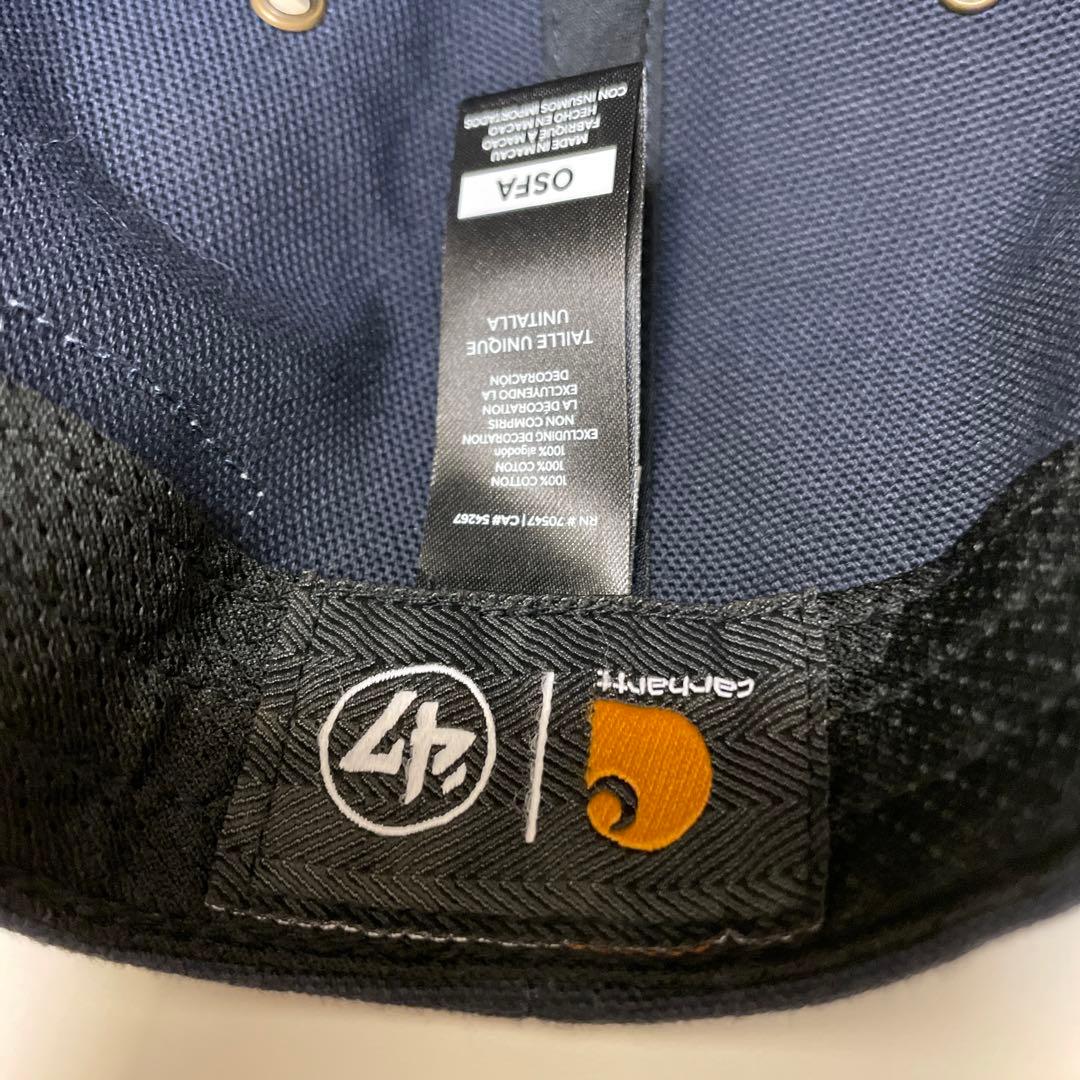 carhartt.
'47
RN # 70547 | CA# 54267
100% COTTON
100% COTTON
100% algodón
EXCLUDING DECORATION
NON COMPRIS
LA DÉCORATION
EXCLUYENDO LA
DECORACIÓN
TAILLE UNIQUE
UNITALLA
OSFA
MADE IN MACAU
FABRIQUÉ À MACAO
HECHO EN MACAO
CON INSUMOS IMPORTADOS